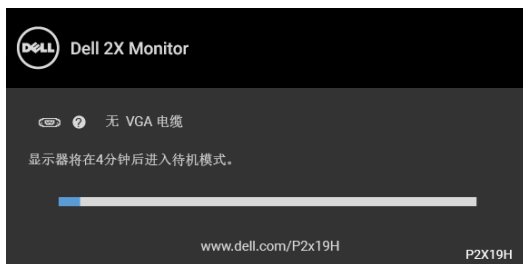 DELL
Dell 2X Monitor
? 无 VGA 电缆
显示器将在4分钟后进入待机模式。
www.dell.com/P2x19H
P2X19H